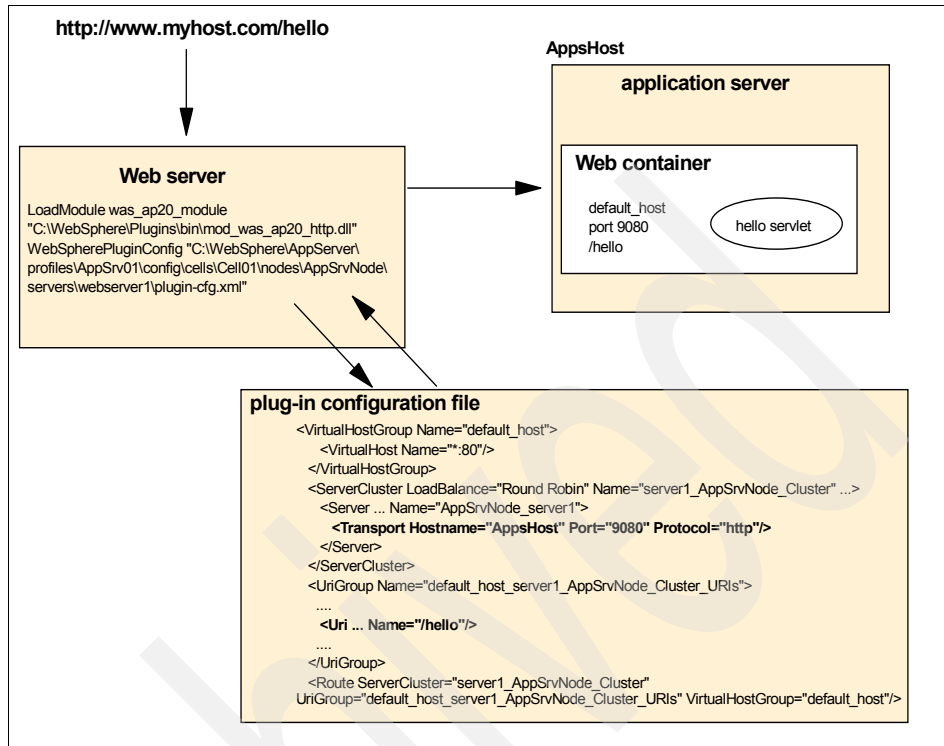 http://www.myhost.com/hello
AppsHost
application server
Web container
default_host
port 9080
/hello
hello servlet
Web server
LoadModule was_ap20_module
"C:\WebSphere\Plugins\bin\mod_was_ap20_http.dll"
WebSpherePluginConfig "C:\WebSphere\AppServer\
profiles\AppSrv01\config\cells\Cell01\nodes\AppSrvNode\
servers\webserver1\plugin-cfg.xml"
plug-in configuration file
<VirtualHostGroup Name="default_host">
<VirtualHost Name="*:80"/>
</VirtualHostGroup>
<ServerCluster LoadBalance="Round Robin" Name="server1_AppSrvNode_Cluster" ...>
<Server ... Name="AppSrvNode_server1">
<Transport Hostname="AppsHost" Port="9080" Protocol="http"/>
</Server>
</ServerCluster>
<UriGroup Name="default_host_server1_AppSrvNode_Cluster_URIs">
....
<Uri ... Name="/hello"/>
....
</UriGroup>
<Route ServerCluster="server1_AppSrvNode_Cluster"
UriGroup="default_host_server1_AppSrvNode_Cluster_URIs" VirtualHostGroup="default_host"/>